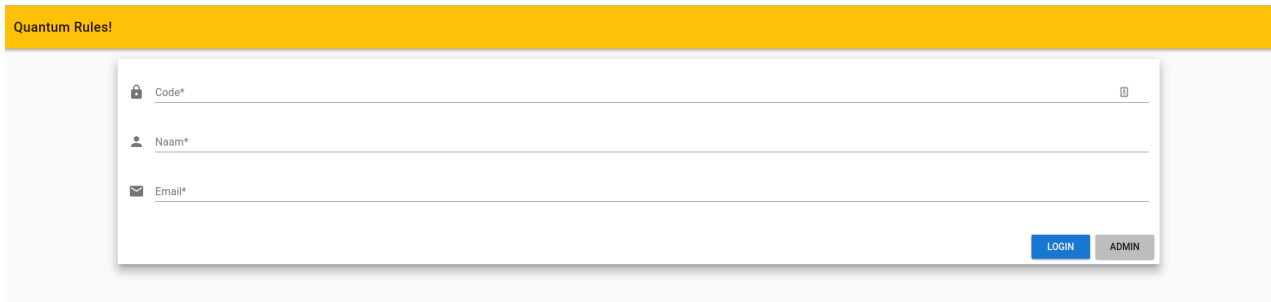 Quantum Rules!
Code*
Naam*
Email*
LOGIN ADMIN